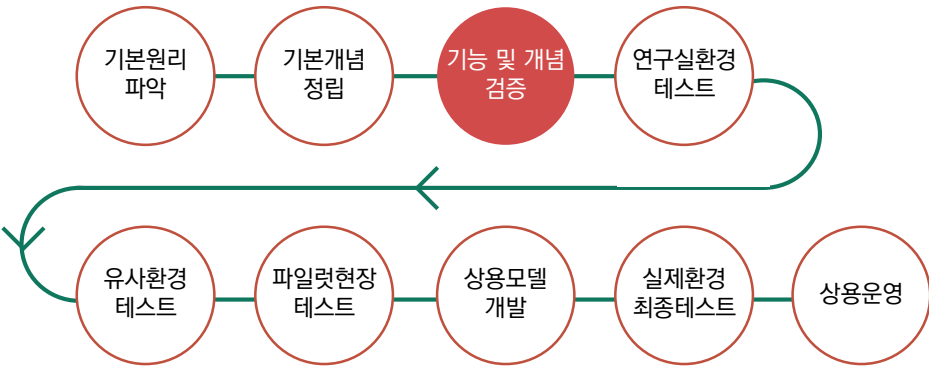 기본원리
파악
기본개념
정립
기능 및 개념
검증
연구실환경
테스트
유사환경
테스트
파일럿현장
테스트
상용모델
개발
실제환경
최종테스트
상용운영